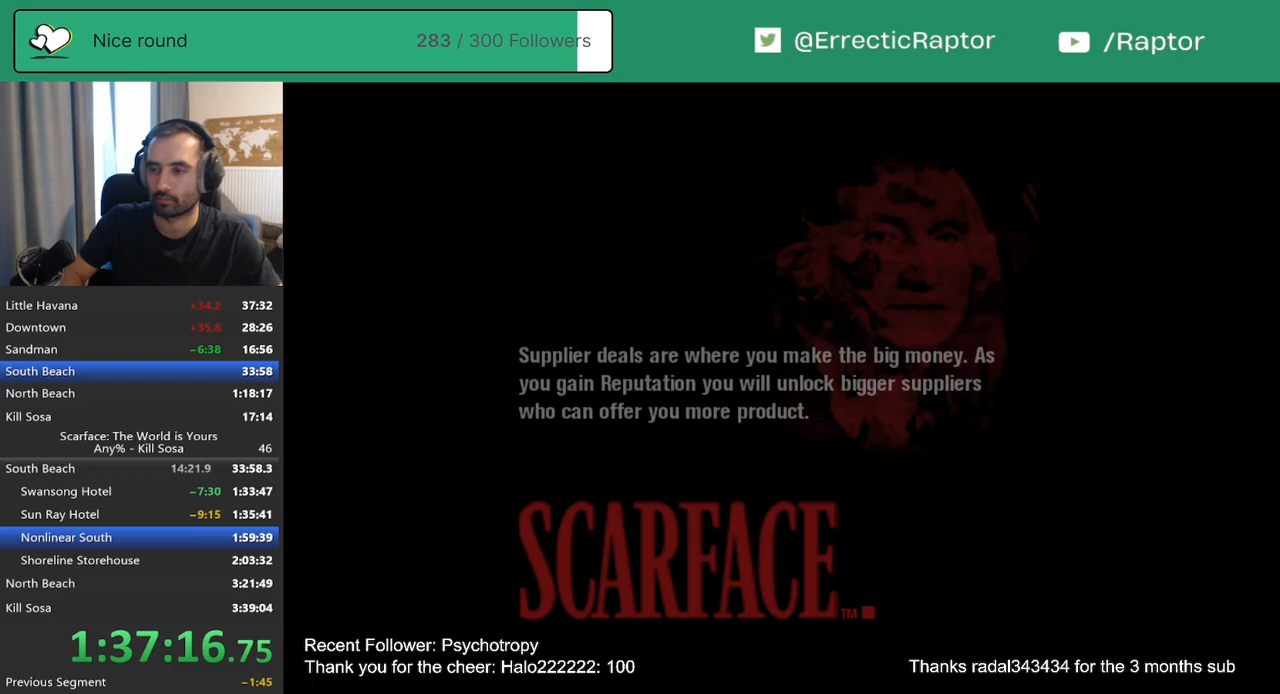 Nice round 283 / 300 Followers
@ErrecticRaptor /Raptor
Map of the world
Little Havana +34.2 37:32
Downtown +35.8 28:26
Sandman −6:38 16:56
South Beach 33:58
North Beach 1:18:17
Kill Sosa 17:14
Scarface: The World is Yours
Any% - Kill Sosa 46
South Beach 14:21.9 33:58.3
Swansong Hotel −7:30 1:33:47
Sun Ray Hotel −9:15 1:35:41
Nonlinear South 1:59:39
Shoreline Storehouse 2:03:32
North Beach 3:21:49
Kill Sosa 3:39:04
1:37:16.75
Previous Segment −1:45
Supplier deals are where you make the big money. As
you gain Reputation you will unlock bigger suppliers
who can offer you more product.
SCARFACE TM
Recent Follower: Psychotropy
Thank you for the cheer: Halo222222: 100
Thanks radal343434 for the 3 months sub